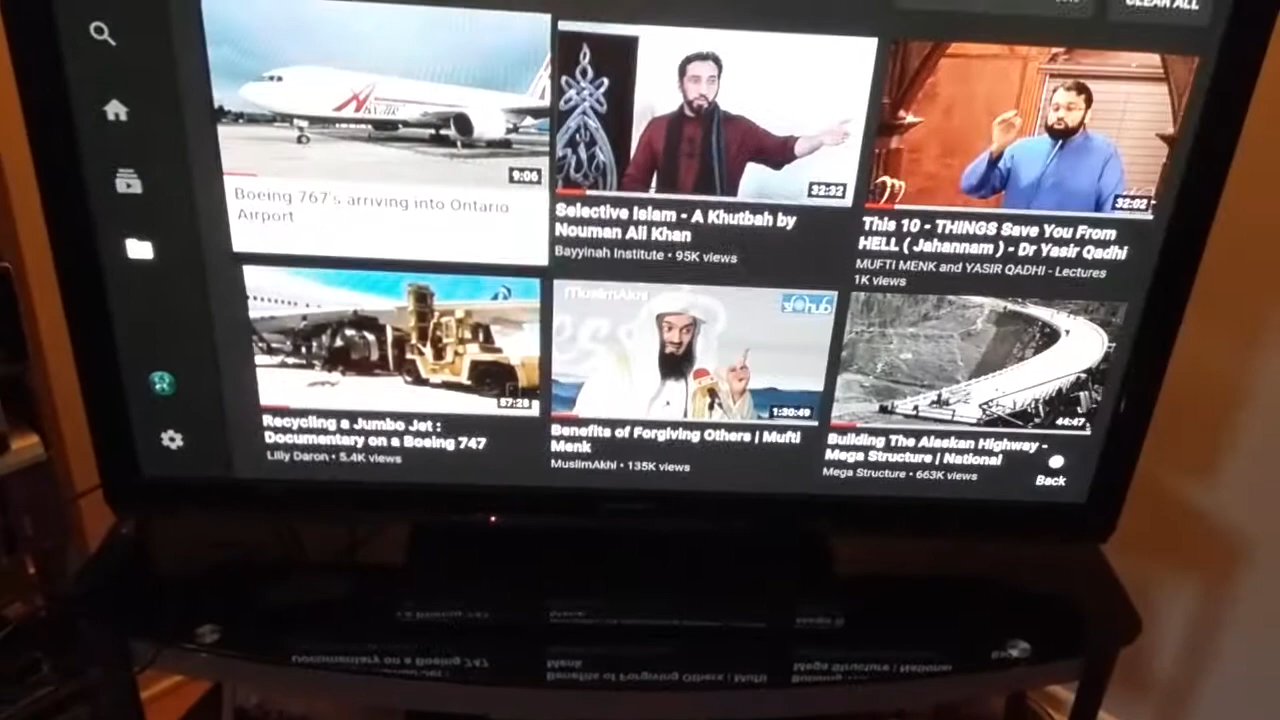 CLEAR ALL
9:06
32:32
32:02
Boeing 767's arriving into Ontario
Airport
Selective Islam - A Khutbah by
Nouman Ali Khan
Bayyinah Institute • 95K views
This 10 - THINGS Save You From
HELL ( Jahannam ) - Dr Yasir Qadhi
MUFTI MENK and YASIR QADHI - Lectures
1K views
57:28
1:30:49
44:47
Recycling a Jumbo Jet :
Documentary on a Boeing 747
Lilly Daron • 5.4K views
Benefits of Forgiving Others | Mufti
Menk
MuslimAkhi • 135K views
Building The Alaskan Highway -
Mega Structure | National
Mega Structure • 663K views
Back